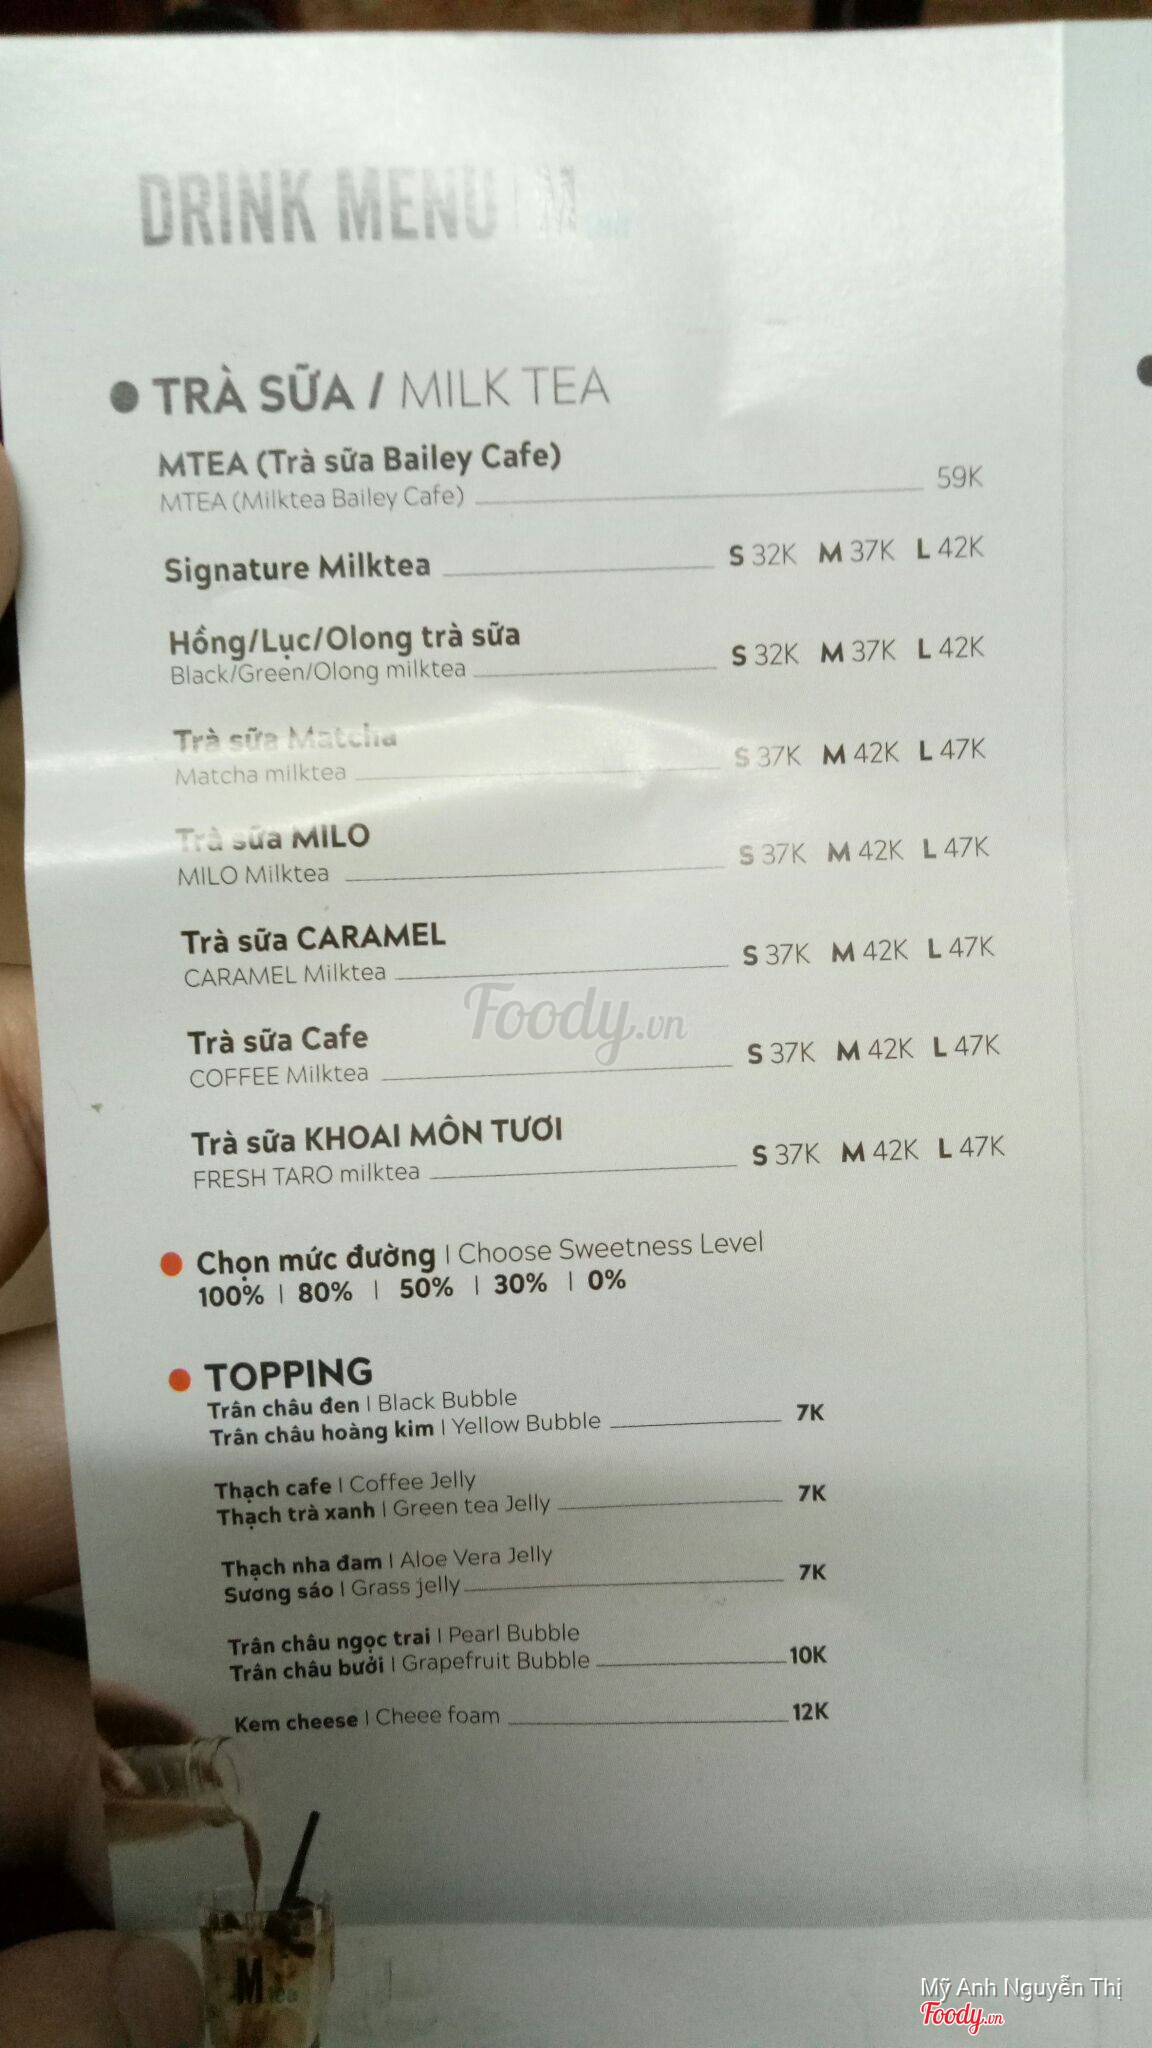 DRINK MENU
TRÀ SỮA / MILK TEA
MTEA (Trà sữa Bailey Cafe)
MTEA (Milktea Bailey Cafe) 59K
Signature Milktea S 32K M 37K L 42K
Hồng/Lục/Olong trà sữa
Black/Green/Olong milktea S 32K M 37K L 42K
Trà sữa Matcha
Matcha milktea S 37K M 42K L 47K
Trà sữa MILO
MILO Milktea S 37K M 42K L 47K
Trà sữa CARAMEL
CARAMEL Milktea S 37K M 42K L 47K
Foody.vn
Trà sữa Cafe
COFFEE Milktea S 37K M 42K L 47K
Trà sữa KHOAI MÔN TƯƠI
FRESH TARO milktea S 37K M 42K L 47K
Chọn mức đường | Choose Sweetness Level
100% | 80% | 50% | 30% | 0%
TOPPING
Trân châu đen | Black Bubble
Trân châu hoàng kim | Yellow Bubble 7K
Thạch cafe | Coffee Jelly
Thạch trà xanh | Green tea Jelly 7K
Thạch nha đam | Aloe Vera Jelly
Sương sáo | Grass jelly 7K
Trân châu ngọc trai | Pearl Bubble
Trân châu bưởi | Grapefruit Bubble 10K
Kem cheese | Cheee foam 12K
M tea
Mỹ Anh Nguyễn Thị
Foody.vn